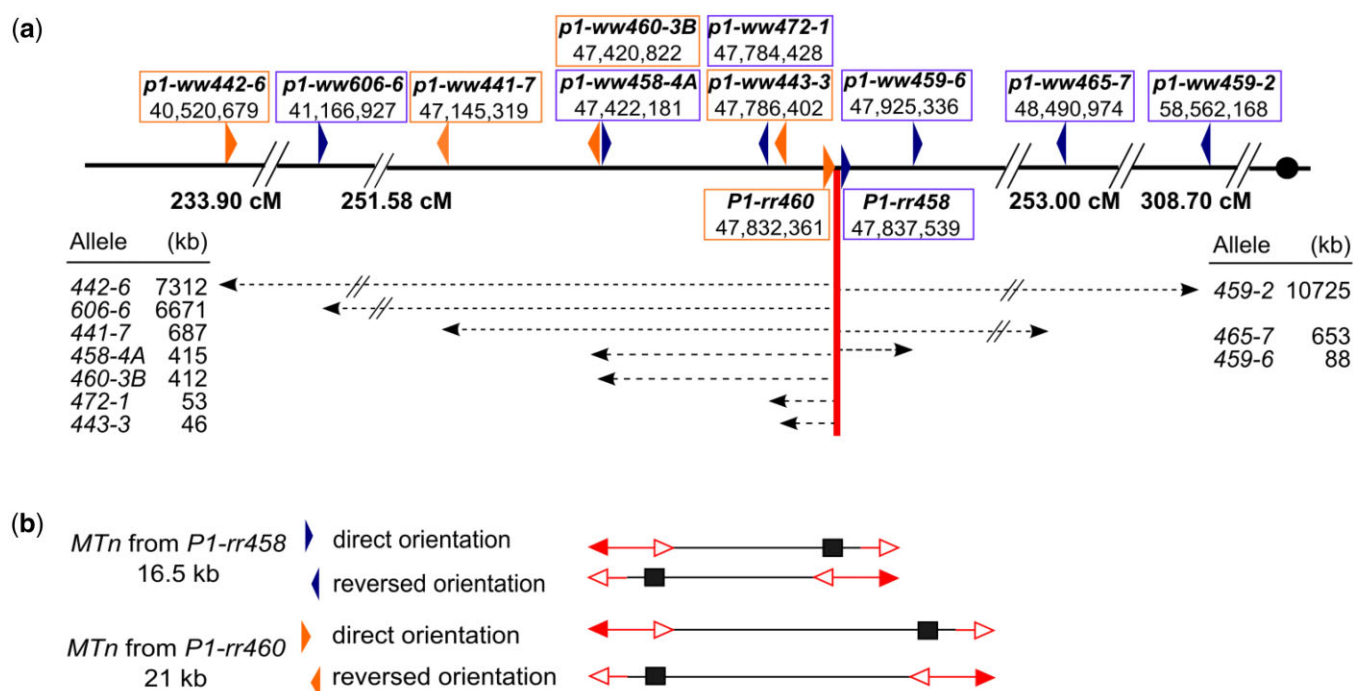 (a)
p1-ww460-3B p1-ww472-1
47,420,822 47,784,428
p1-ww442-6 p1-ww606-6 p1-ww441-7 p1-ww458-4A p1-ww443-3 p1-ww459-6 p1-ww465-7 p1-ww459-2
40,520,679 41,166,927 47,145,319 47,422,181 47,786,402 47,925,336 48,490,974 58,562,168
233.90 cM 251.58 cM P1-rr460 P1-rr458 253.00 cM 308.70 cM
47,832,361 47,837,539
Allele (kb)
442-6 7312
606-6 6671
441-7 687
458-4A 415
460-3B 412
472-1 53
443-3 46
Allele (kb)
459-2 10725
465-7 653
459-6 88
(b)
MTn from P1-rr458
16.5 kb
direct orientation
reversed orientation
MTn from P1-rr460
21 kb
direct orientation
reversed orientation